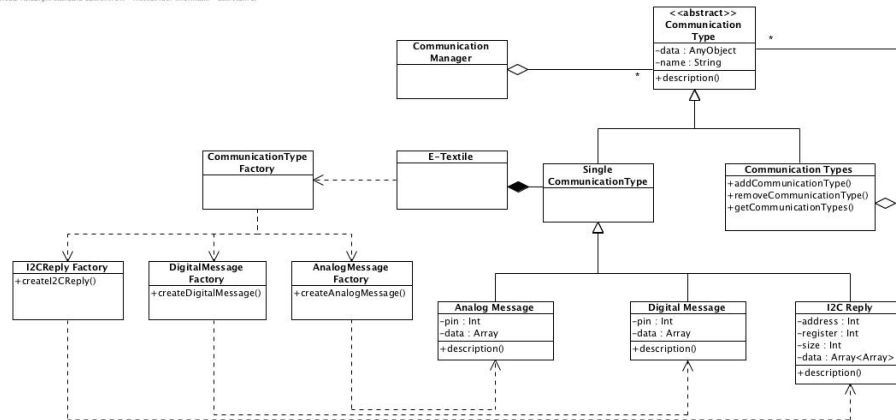 <<abstract>>
Communication
Type
-data : AnyObject
-name : String
+description()
*
*
Communication
Manager
CommunicationType
Factory
E-Textile
Single
CommunicationType
Communication Types
+addCommunicationType()
+removeCommunicationType()
+getCommunicationTypes()
I2CReply Factory
+createI2CReply()
DigitalMessage
Factory
+createDigitalMessage()
AnalogMessage
Factory
+createAnalogMessage()
Analog Message
-pin : Int
-data : Array
+description()
Digital Message
-pin : Int
-data : Array
+description()
I2C Reply
-address : Int
-register : Int
-size : Int
-data : Array<Array>
+description()